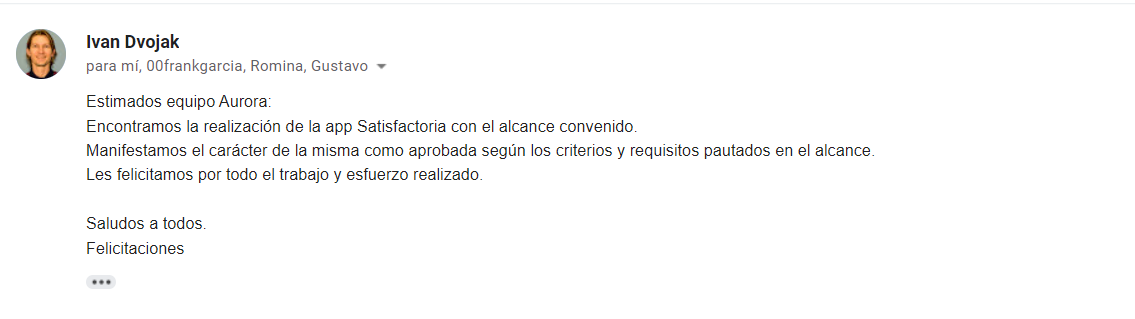 Ivan Dvojak
para mí, 00frankgarcia, Romina, Gustavo
Estimados equipo Aurora:
Encontramos la realización de la app Satisfactoria con el alcance convenido.
Manifestamos el carácter de la misma como aprobada según los criterios y requisitos pautados en el alcance.
Les felicitamos por todo el trabajo y esfuerzo realizado.
Saludos a todos.
Felicitaciones